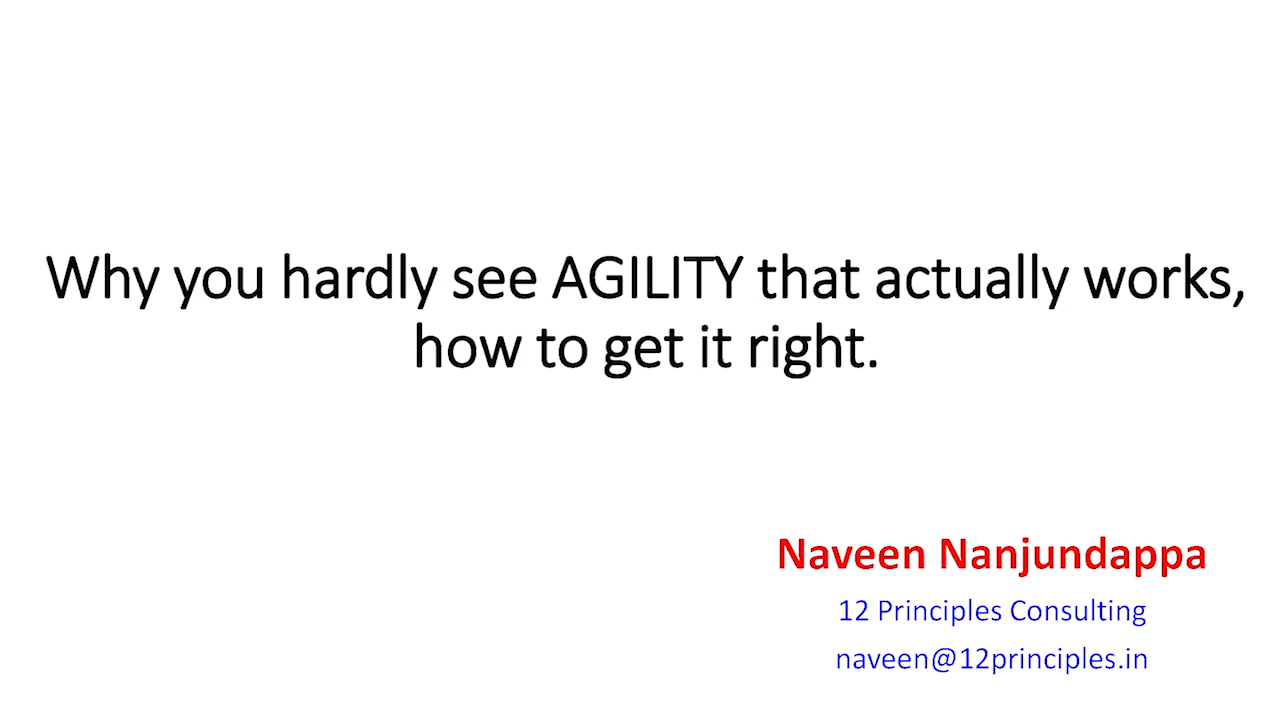 Why you hardly see AGILITY that actually works,
how to get it right.
Naveen Nanjundappa
12 Principles Consulting
naveen@12principles.in